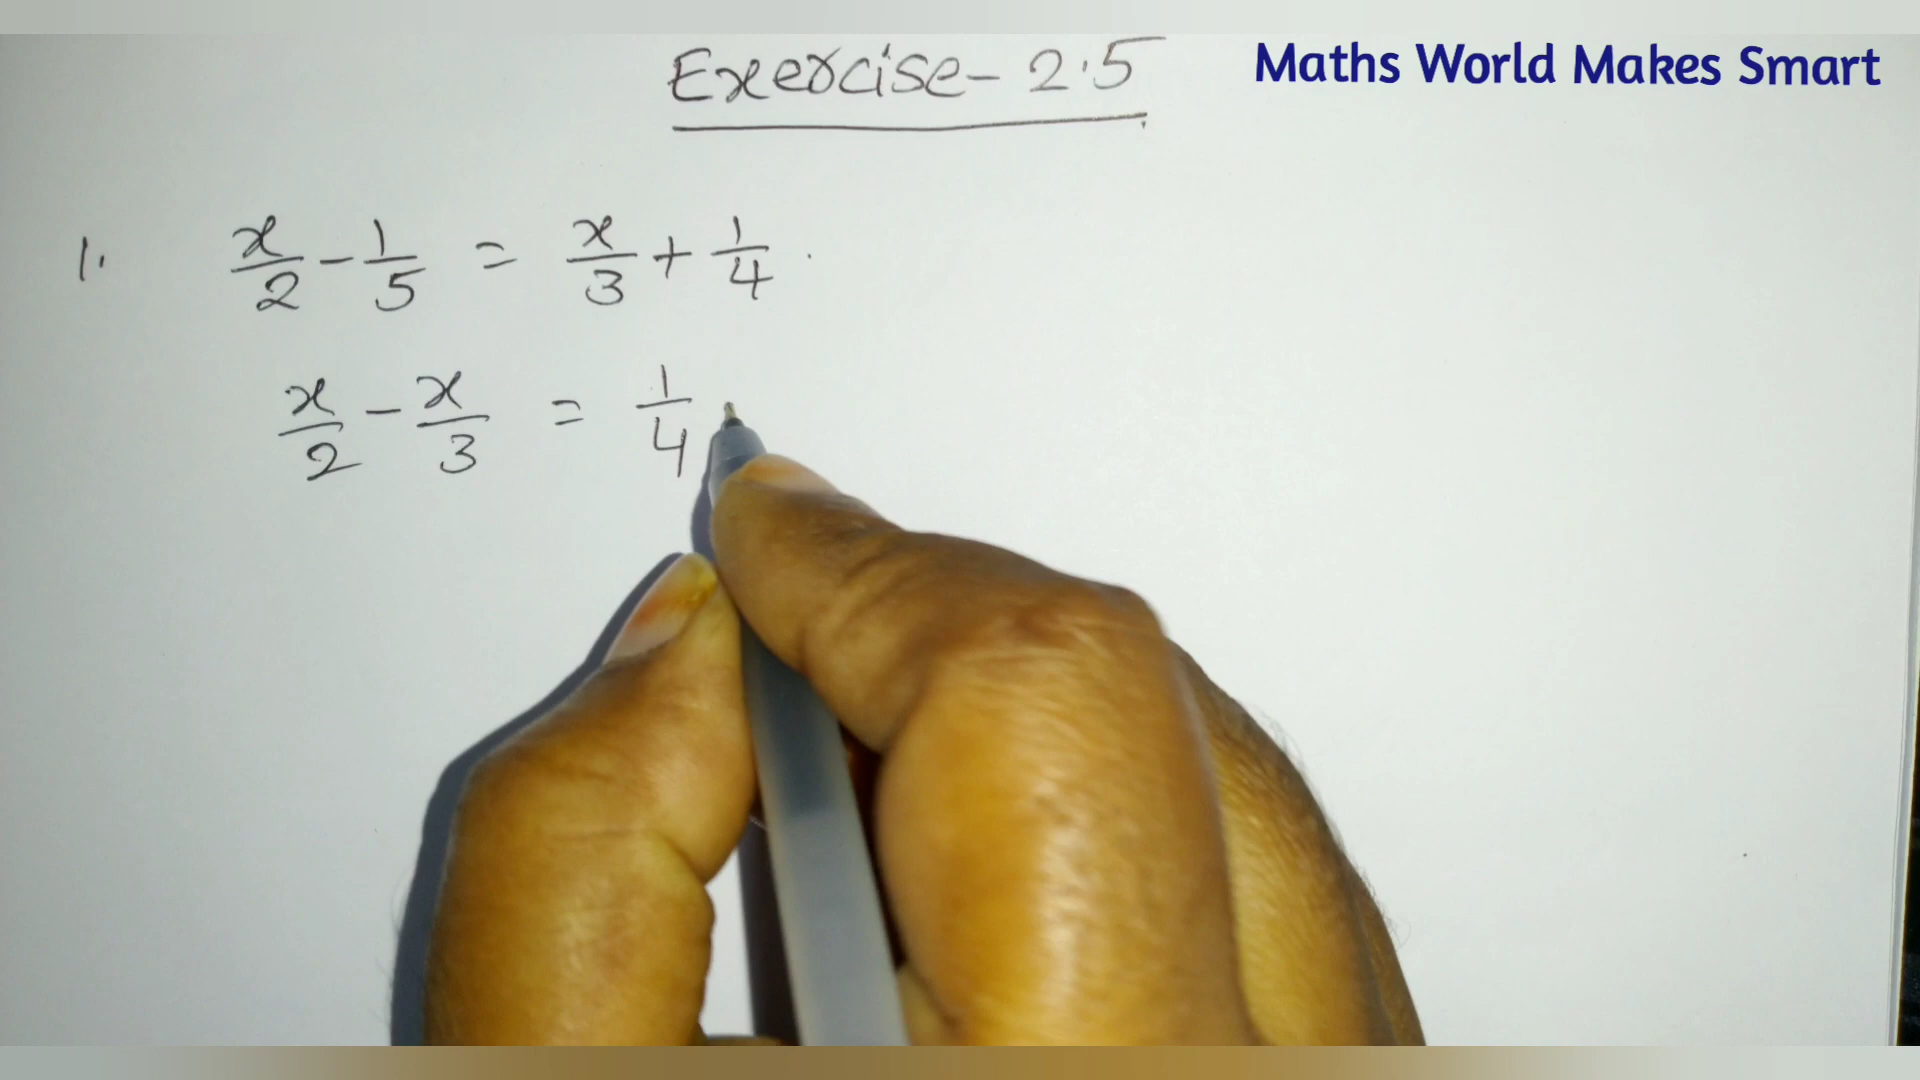 Exercise - 2.5
Maths World Makes Smart
1. x/2 - 1/5 = x/3 + 1/4.
x/2 - x/3 = 1/4